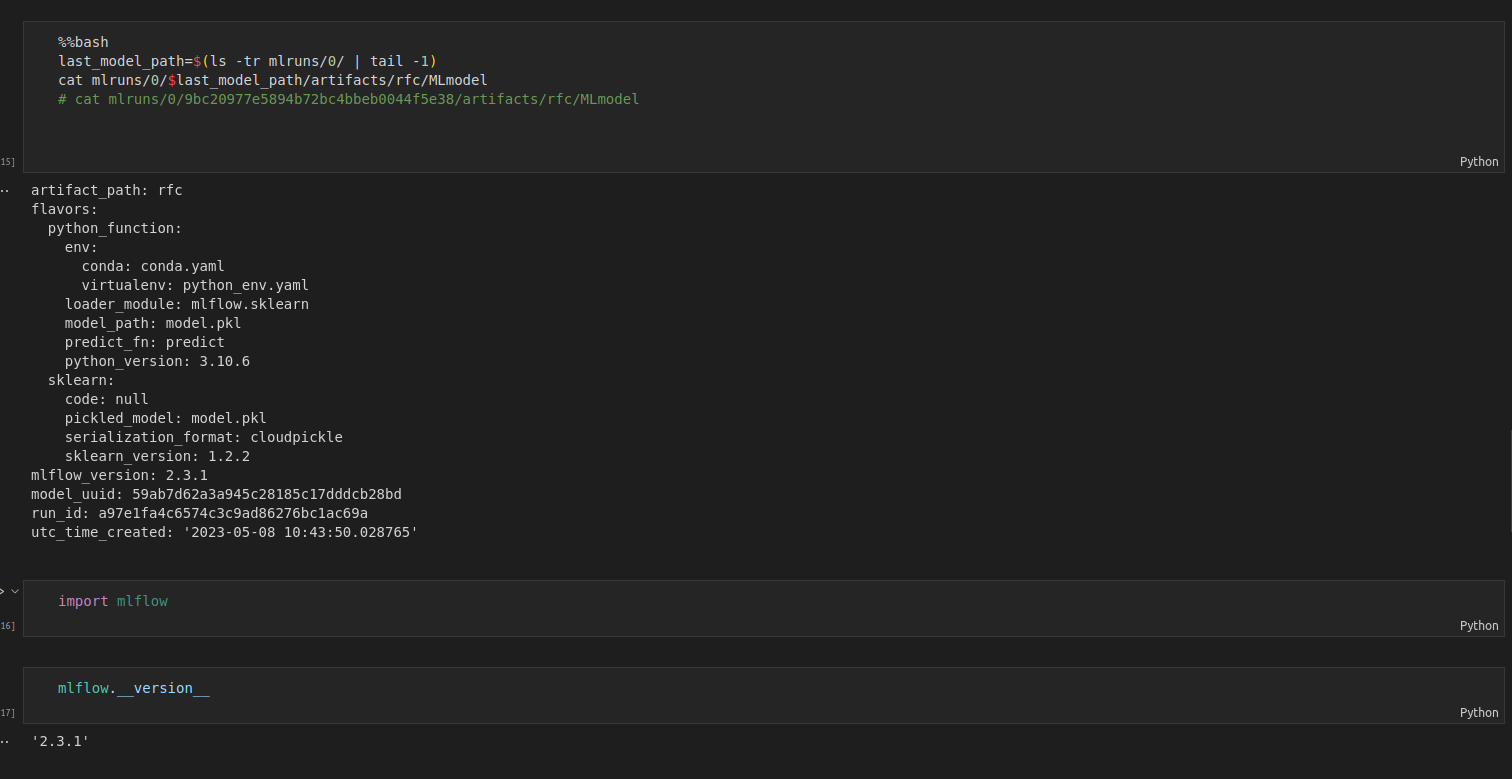 %%bash
last_model_path=$(ls -tr mlruns/0/ | tail -1)
cat mlruns/0/$last_model_path/artifacts/rfc/MLmodel
# cat mlruns/0/9bc20977e5894b72bc4bbeb0044f5e38/artifacts/rfc/MLmodel
15]
Python
artifact_path: rfc
flavors:
  python_function:
    env:
      conda: conda.yaml
      virtualenv: python_env.yaml
    loader_module: mlflow.sklearn
    model_path: model.pkl
    predict_fn: predict
    python_version: 3.10.6
  sklearn:
    code: null
    pickled_model: model.pkl
    serialization_format: cloudpickle
    sklearn_version: 1.2.2
mlflow_version: 2.3.1
model_uuid: 59ab7d62a3a945c28185c17dddcb28bd
run_id: a97e1fa4c6574c3c9ad86276bc1ac69a
utc_time_created: '2023-05-08 10:43:50.028765'
import mlflow
16]
Python
mlflow.__version__
17]
Python
'2.3.1'